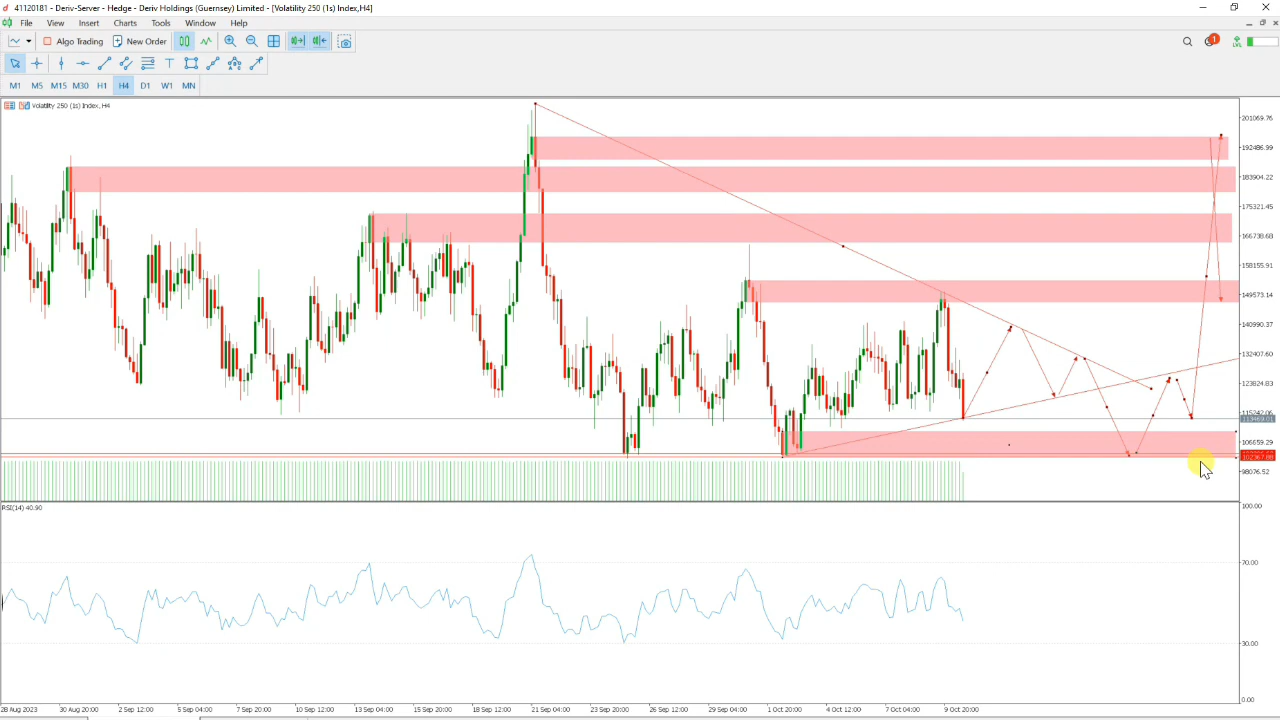 41120181 - Deriv-Server - Hedge - Deriv Holdings (Guernsey) Limited - [Volatility 250 (1s) Index,H4]
File View Insert Charts Tools Window Help
Algo Trading New Order
1
LVL
T
M1 M5 M15 M30 H1 H4 D1 W1 MN
Volatility 250 (1s) Index, H4
201069.76
192486.99
183904.22
175321.45
166738.68
158155.91
149573.14
140990.37
132407.60
123824.83
115242.06
113469.01
106659.29
102367.88
98076.52
RSI(14) 40.90
100.00
70.00
30.00
0.00
28 Aug 2023 30 Aug 20:00 2 Sep 12:00 5 Sep 04:00 7 Sep 20:00 10 Sep 12:00 13 Sep 04:00 15 Sep 20:00 18 Sep 12:00 21 Sep 04:00 23 Sep 20:00 26 Sep 12:00 29 Sep 04:00 1 Oct 20:00 4 Oct 12:00 7 Oct 04:00 9 Oct 20:00